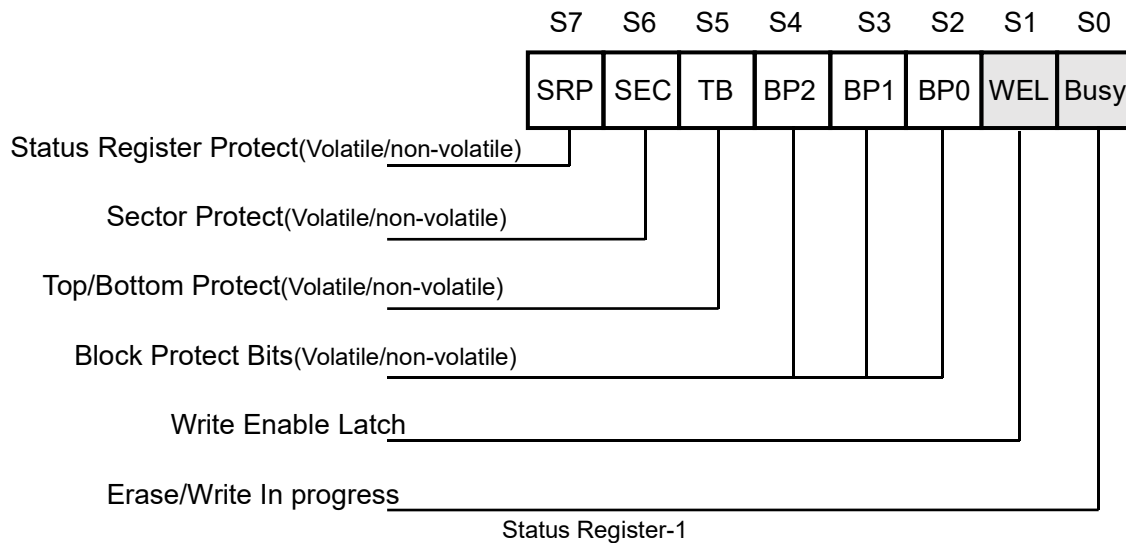 S7 S6 S5 S4 S3 S2 S1 S0
SRP SEC TB BP2 BP1 BP0 WEL Busy
Status Register Protect(Volatile/non-volatile)
Sector Protect(Volatile/non-volatile)
Top/Bottom Protect(Volatile/non-volatile)
Block Protect Bits(Volatile/non-volatile)
Write Enable Latch
Erase/Write In progress
Status Register-1